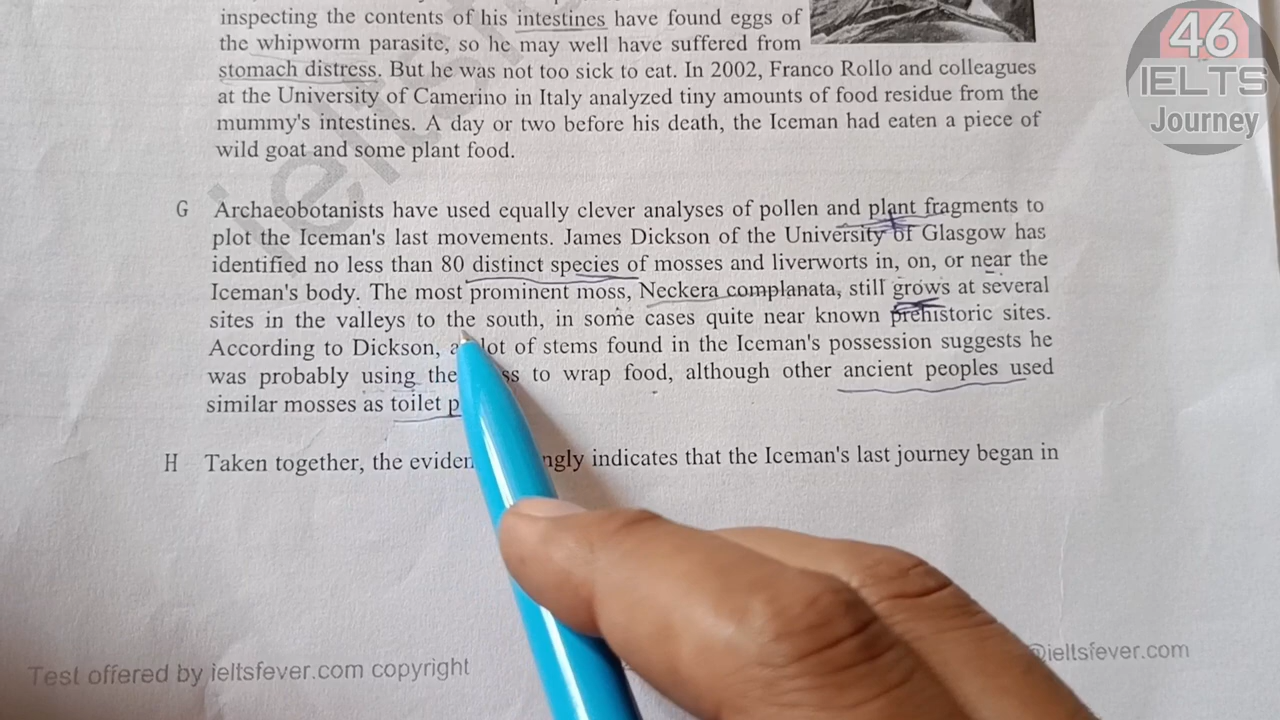 inspecting the contents of his intestines have found eggs of
the whipworm parasite, so he may well have suffered from
stomach distress. But he was not too sick to eat. In 2002, Franco Rollo and colleagues
at the University of Camerino in Italy analyzed tiny amounts of food residue from the
mummy's intestines. A day or two before his death, the Iceman had eaten a piece of
wild goat and some plant food.
G Archaeobotanists have used equally clever analyses of pollen and plant fragments to
plot the Iceman's last movements. James Dickson of the University of Glasgow has
identified no less than 80 distinct species of mosses and liverworts in, on, or near the
Iceman's body. The most prominent moss, Neckera complanata, still grows at several
sites in the valleys to the south, in some cases quite near known prehistoric sites.
According to Dickson, a lot of stems found in the Iceman's possession suggests he
was probably using the to wrap food, although other ancient peoples used
similar mosses as toilet
H Taken together, the indicates that the Iceman's last journey began in
Test offered by ieltsfever.com copyright
@ieltsfever.com
46
IELTS
Journey